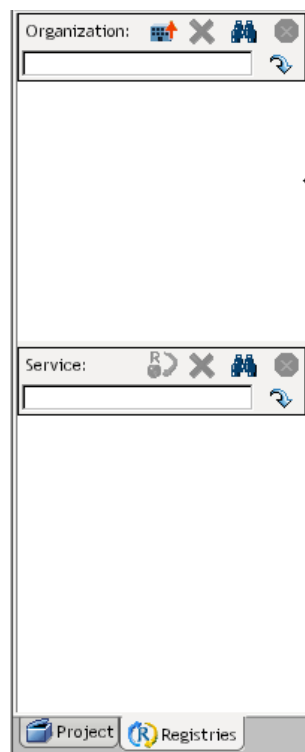 Organization:
Service:
R
Project
R Registries